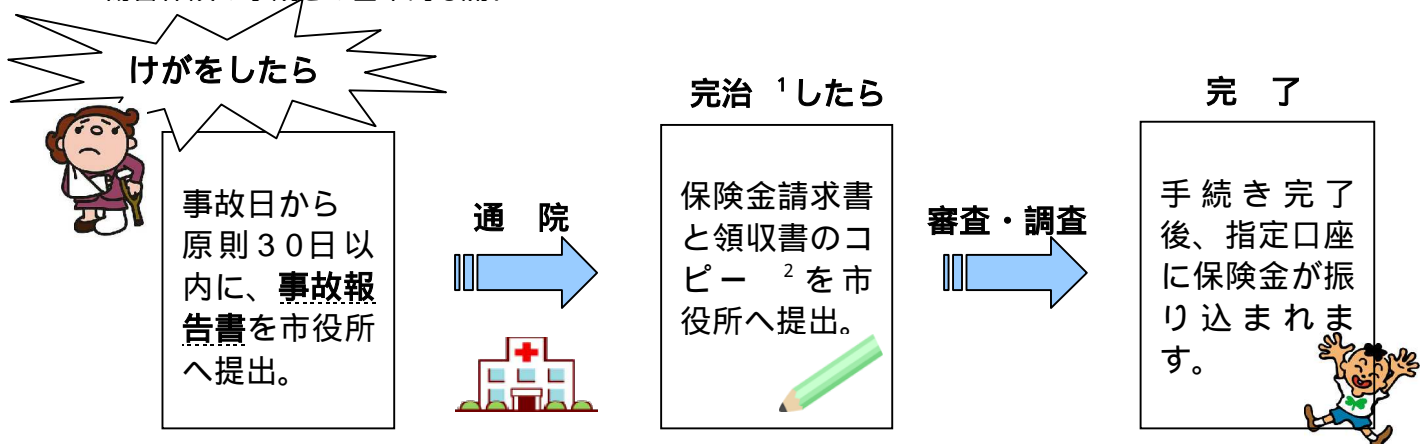 けがをしたら
事故日から
原則30日以
内に、事故報
告書を市役所
へ提出。
通 院
完治 1したら
保険金請求書
と領収書のコ
ピー 2を市
役所へ提出。
審査・調査
完 了
手続き完了
後、指定口座
に保険金が振
り込まれま
す。